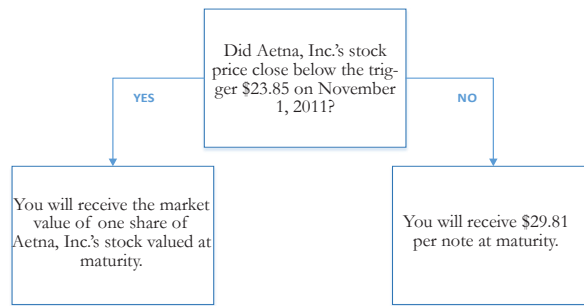 Did Aetna, Inc.'s stock
price close below the trig-
ger $23.85 on November
1, 2011?
YES
NO
You will receive the market
value of one share of
Aetna, Inc.'s stock valued at
maturity.
You will receive $29.81
per note at maturity.